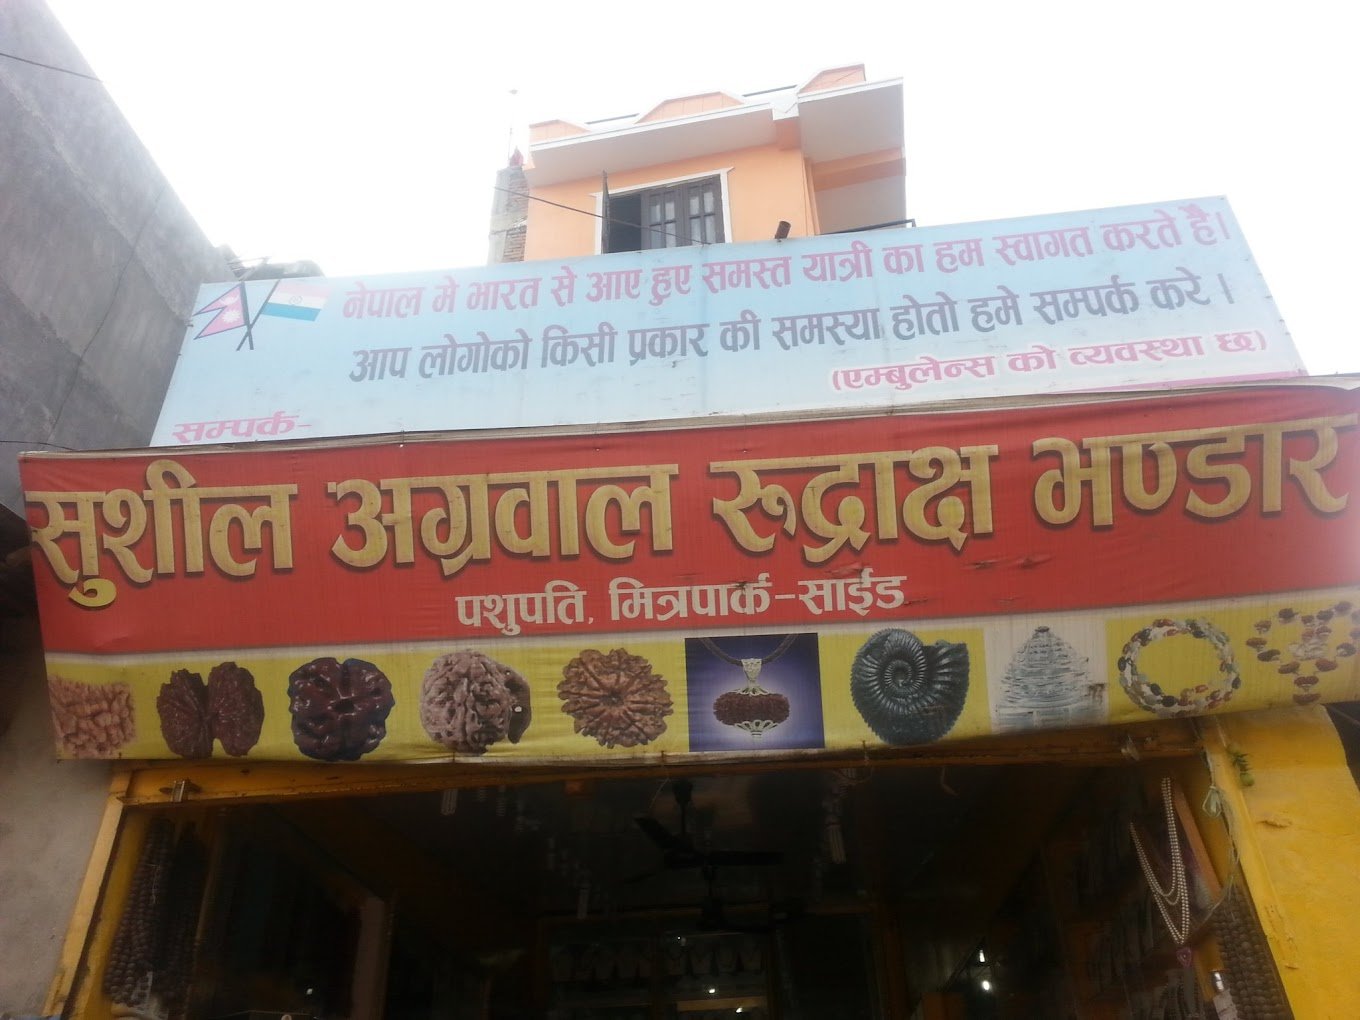 नेपाल मे भारत से आए हुए समस्त यात्री का हम स्वागत करते है।
आप लोगोको किसी प्रकार की समस्या होतो हमे सम्पर्क करे ।
(एम्बुलेन्स को व्यवस्था छ)
सम्पर्क-
सुशील अग्रवाल रूद्राक्ष भण्डार
पशुपति, मित्रपार्क-साईड